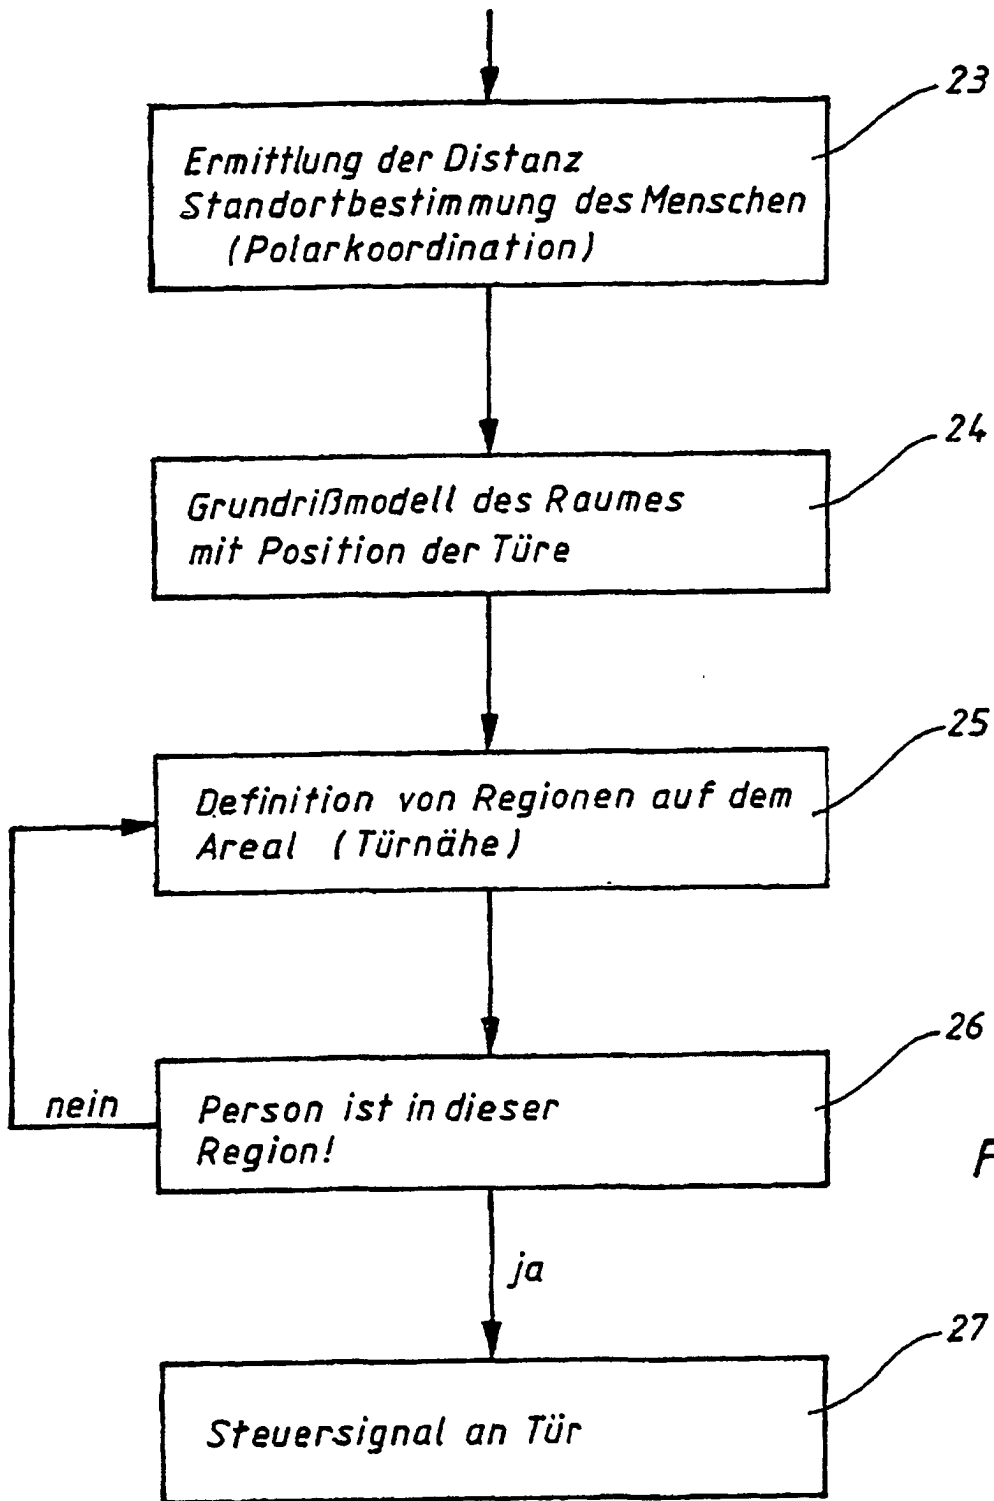 23
Ermittlung der Distanz
Standortbestimmung des Menschen
(Polarkoordination)
24
Grundrißmodell des Raumes
mit Position der Türe
25
Definition von Regionen auf dem
Areal (Türnähe)
26
nein
Person ist in dieser
Region!
F
ja
27
Steuersignal an Tür